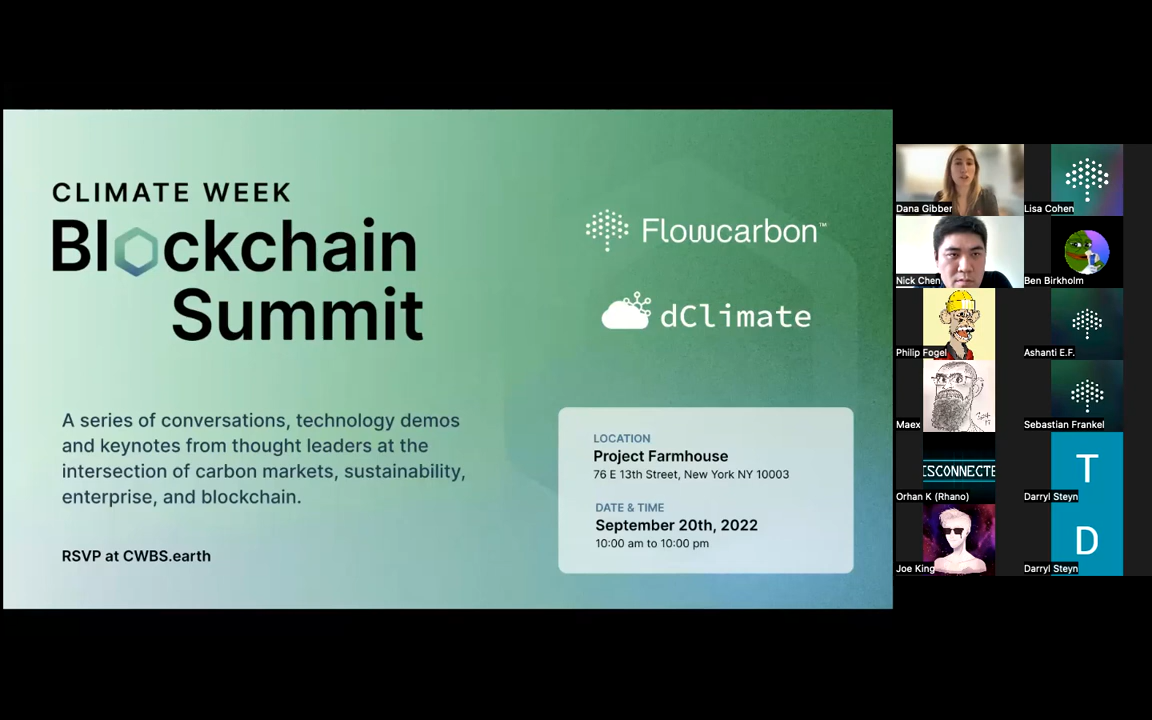 CLIMATE WEEK
Blockchain
Summit
A series of conversations, technology demos
and keynotes from thought leaders at the
intersection of carbon markets, sustainability,
enterprise, and blockchain.
RSVP at CWBS.earth
Flowcarbon™
dClimate
LOCATION
Project Farmhouse
76 E 13th Street, New York NY 10003
DATE & TIME
September 20th, 2022
10:00 am to 10:00 pm
Dana Gibber
Lisa Cohen
Nick Chen
Ben Birkholm
Philip Fogel
Ashanti E.F.
Maex
Sebastian Frankel
ISCONNECTE
Orhan K (Rhano)
T
Darryl Steyn
Joe King
D
Darryl Steyn